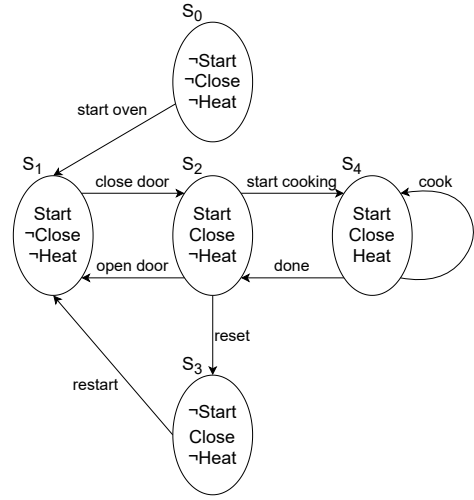 S0
¬Start
¬Close
¬Heat
start oven
S1
S2
S4
close door
start cooking
cook
Start
¬Close
¬Heat
Start
Close
¬Heat
Start
Close
Heat
open door
done
reset
S3
restart
¬Start
Close
¬Heat